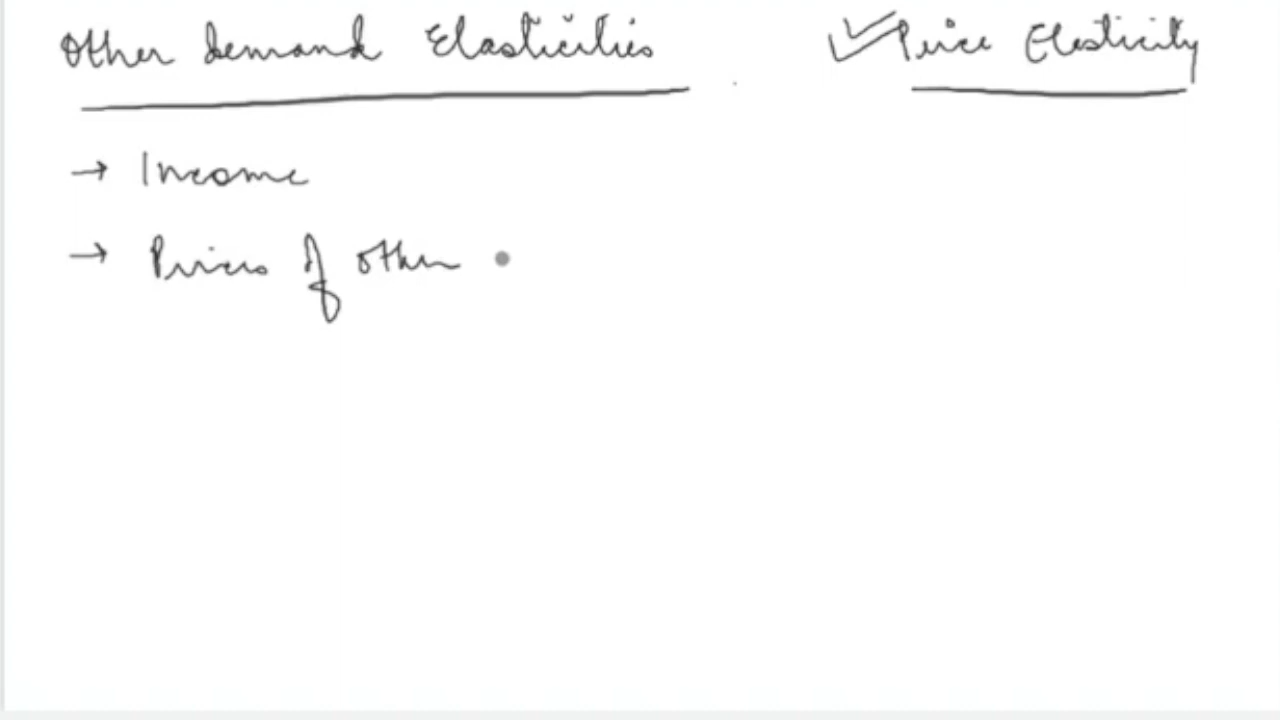 Other demand Elasticities
Price Elasticity
→ Income
→ Prices of other